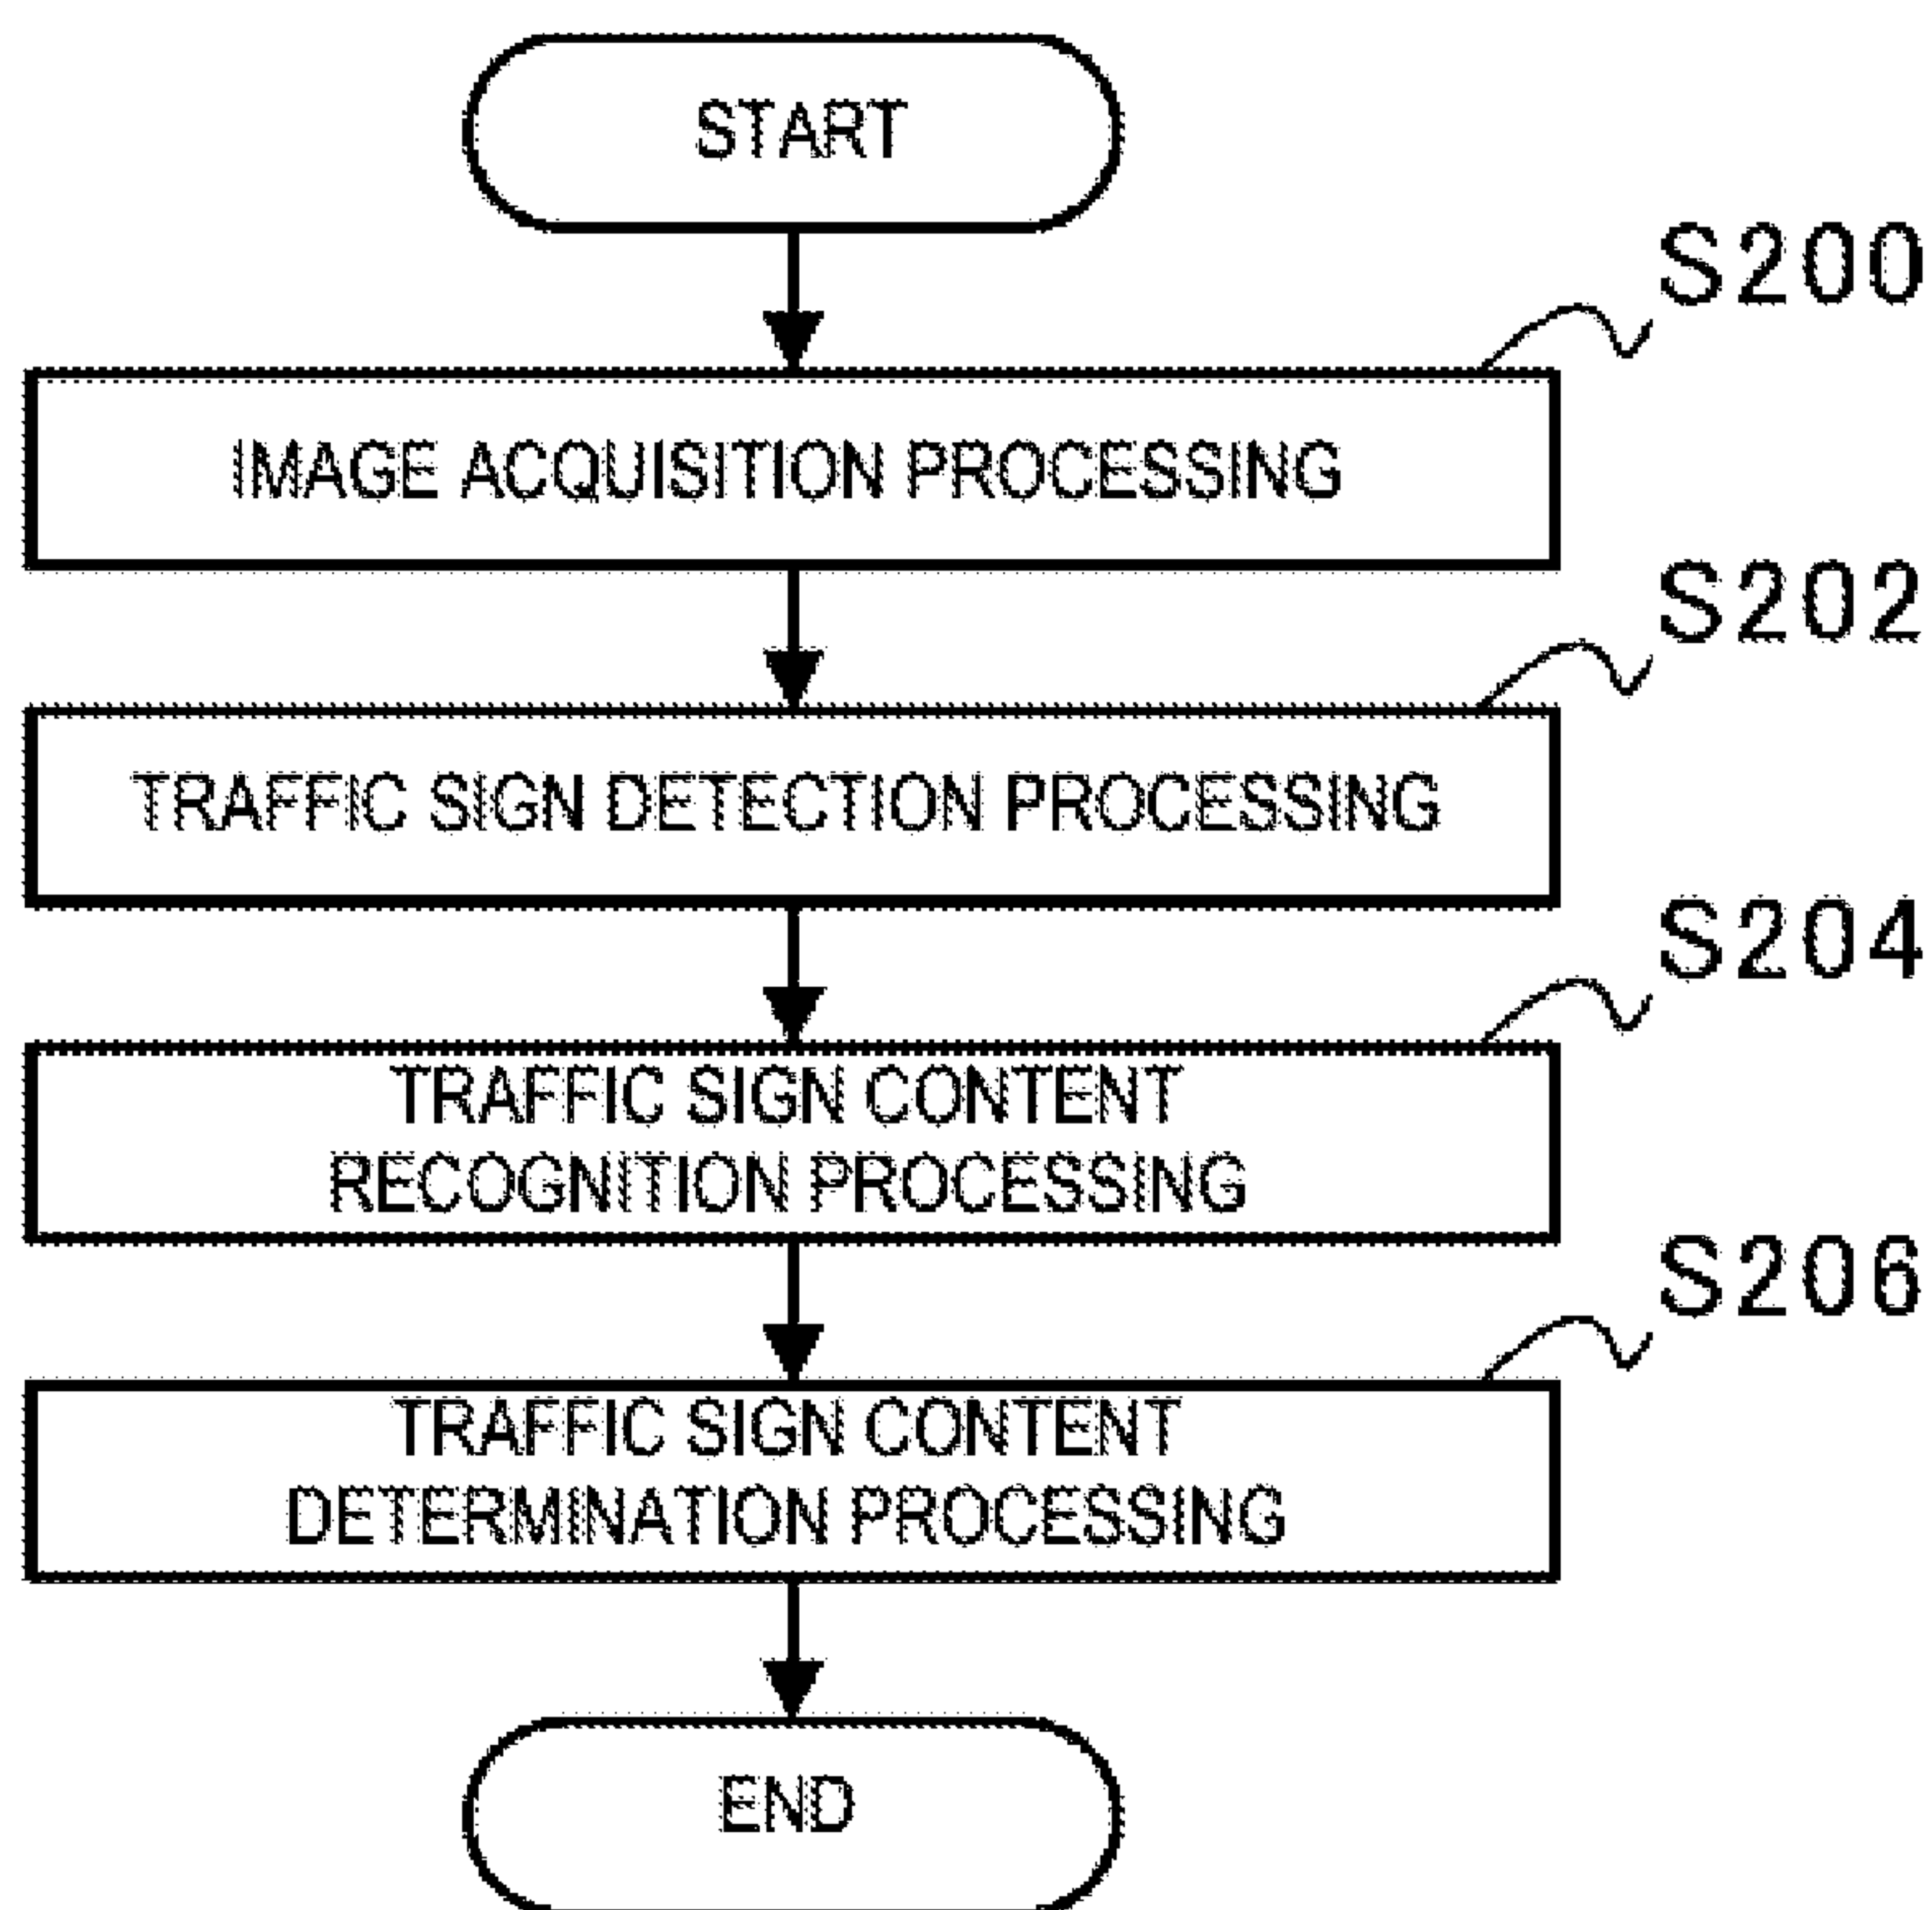 START
S200
IMAGE ACQUISITION PROCESSING
S202
TRAFFIC SIGN DETECTION PROCESSING
S204
TRAFFIC SIGN CONTENT
RECOGNITION PROCESSING
S206
TRAFFIC SIGN CONTENT
DETERMINATION PROCESSING
END